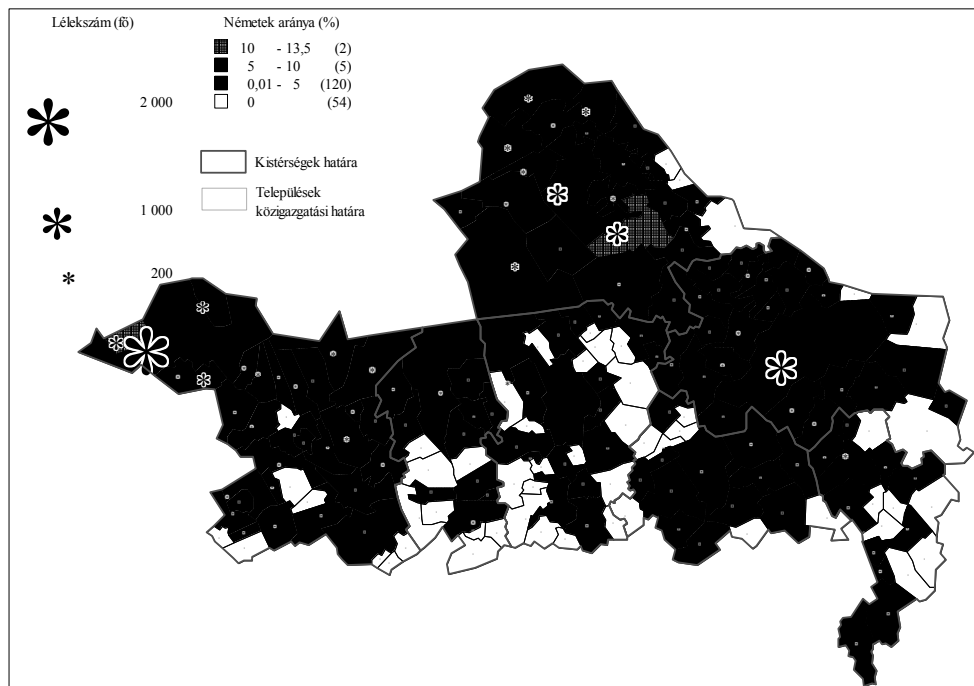 Lélekszám (fő)
2 000
1 000
200
Németek aránya (%)
10 - 13,5 (2)
5 - 10 (5)
0,01 - 5 (120)
0 (54)
Kistérségek határa
Települések
közigazgatási határa